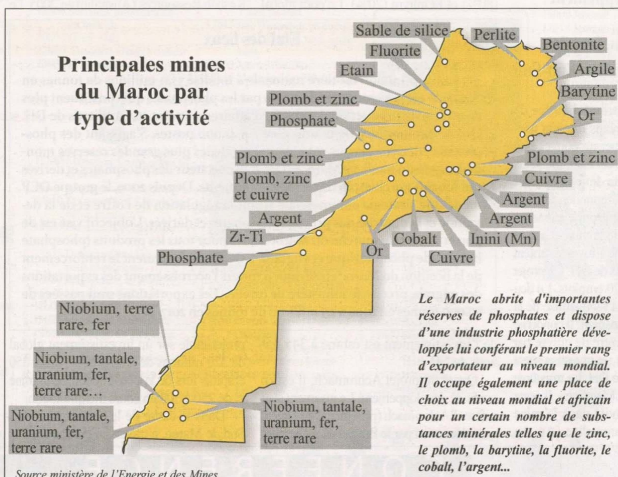 Principales mines
du Maroc par
type d'activité
Sable de silice
Fluorite
Etain
Plomb et zinc
Phosphate
Plomb et zinc
Plomb, zinc
et cuivre
Argent
Zr-Ti
Phosphate
Perlite
Bentonite
Argile
Barytine
Or
Plomb et zinc
Cuivre
Argent
Argent
Inini (Mn)
Cuivre
Cobalt
Or
Niobium, terre
rare, fer
Niobium, tantale,
uranium, fer,
terre rare...
Niobium, tantale,
uranium, fer,
terre rare
Niobium, tantale,
uranium, fer,
terre rare
Le Maroc abrite d'importantes
réserves de phosphates et dispose
d'une industrie phosphatière déve-
loppée lui conférant le premier rang
d'exportateur au niveau mondial.
Il occupe également une place de
choix au niveau mondial et africain
pour un certain nombre de subs-
tances minérales telles que le zinc,
le plomb, la barytine, la fluorite, le
cobalt, l'argent...
Source ministère de l'Energie et des Mines